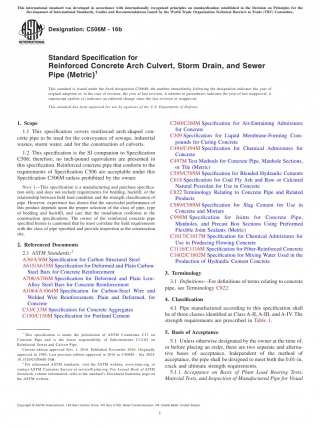 This international standard was developed in accordance with internationally recognized principles on standardization established in the Decision on Principles for the
Development of International Standards, Guides and Recommendations issued by the World Trade Organization Technical Barriers to Trade (TBT) Committee.
Designation: C506M − 16b
Standard Specification for
Reinforced Concrete Arch Culvert, Storm Drain, and Sewer
Pipe (Metric)1
This standard is issued under the fixed designation C506M; the number immediately following the designation indicates the year of
original adoption or, in the case of revision, the year of last revision. A number in parentheses indicates the year of last reapproval. A
superscript epsilon (´) indicates an editorial change since the last revision or reapproval.
This standard has been approved for use by agencies of the U.S. Department of Defense.
1. Scope
1.1 This specification covers reinforced arch-shaped concrete pipe to be used for the conveyance of sewage, industrial
wastes, storm water, and for the construction of culverts.
1.2 This specification is the SI companion to Specification
C506; therefore, no inch-pound equivalents are presented in
this specification. Reinforced concrete pipe that conform to the
requirements of Specification C506 are acceptable under this
Specification C506M unless prohibited by the owner.
NOTE 1—This specification is a manufacturing and purchase specification only, and does not include requirements for bedding, backfill, or the
relationship between field load condition and the strength classification of
pipe. However, experience has shown that the successful performance of
this product depends upon the proper selection of the class of pipe, type
of bedding and backfill, and care that the installation conforms to the
construction specifications. The owner of the reinforced concrete pipe
specified herein is cautioned that he must correlate the field requirements
with the class of pipe specified and provide inspection at the construction
site.
2. Referenced Documents
2.1 ASTM Standards:2
A36/A36M Specification for Carbon Structural Steel
A615/A615M Specification for Deformed and Plain Carbon-
Steel Bars for Concrete Reinforcement
A706/A706M Specification for Deformed and Plain Low-
Alloy Steel Bars for Concrete Reinforcement
A1064/A1064M Specification for Carbon-Steel Wire and
Welded Wire Reinforcement, Plain and Deformed, for
Concrete
C33/C33M Specification for Concrete Aggregates
C150/C150M Specification for Portland Cement
1 This specification is under the jurisdiction of ASTM Committee C13 on
Concrete Pipe and is the direct responsibility of Subcommittee C13.02 on
Reinforced Sewer and Culvert Pipe.
Current edition approved Nov. 1, 2016. Published November 2016. Originally
approved in 1980. Last previous edition approved in 2016 as C506M – 16a. DOI:
10.1520/C0506M-16B.
2 For referenced ASTM standards, visit the ASTM website, www.astm.org, or
contact ASTM Customer Service at service@astm.org. For Annual Book of ASTM
Standards volume information, refer to the standard's Document Summary page on
the ASTM website.
C260/C260M Specification for Air-Entraining Admixtures
for Concrete
C309 Specification for Liquid Membrane-Forming Compounds for Curing Concrete
C494/C494M Specification for Chemical Admixtures for
Concrete
C497M Test Methods for Concrete Pipe, Manhole Sections,
or Tile (Metric)
C595/C595M Specification for Blended Hydraulic Cements
C618 Specification for Coal Fly Ash and Raw or Calcined
Natural Pozzolan for Use in Concrete
C822 Terminology Relating to Concrete Pipe and Related
Products
C989/C989M Specification for Slag Cement for Use in
Concrete and Mortars
C990M Specification for Joints for Concrete Pipe,
Manholes, and Precast Box Sections Using Preformed
Flexible Joint Sealants (Metric)
C1017/C1017M Specification for Chemical Admixtures for
Use in Producing Flowing Concrete
C1116/C1116M Specification for Fiber-Reinforced Concrete
C1602/C1602M Specification for Mixing Water Used in the
Production of Hydraulic Cement Concrete
3. Terminology
3.1 Definitions—For definitions of terms relating to concrete
pipe, see Terminology C822.
4. Classification
4.1 Pipe manufactured according to this specification shall
be of three classes identified as Class A-II, A-III, and A-IV. The
strength requirements are prescribed in Table 1.
5. Basis of Acceptance
5.1 Unless otherwise designated by the owner at the time of,
or before placing an order, there are two separate and alternative bases of acceptance. Independent of the method of
acceptance, the pipe shall be designed to meet both the 0.01-in.
crack and ultimate strength requirements.
5.1.1 Acceptance on Basis of Plant Load Bearing Tests,
Material Tests, and Inspection of Manufactured Pipe for Visual
Copyright © ASTM International, 100 Barr Harbor Drive, PO Box C700, West Conshohocken, PA 19428-2959. United States
1